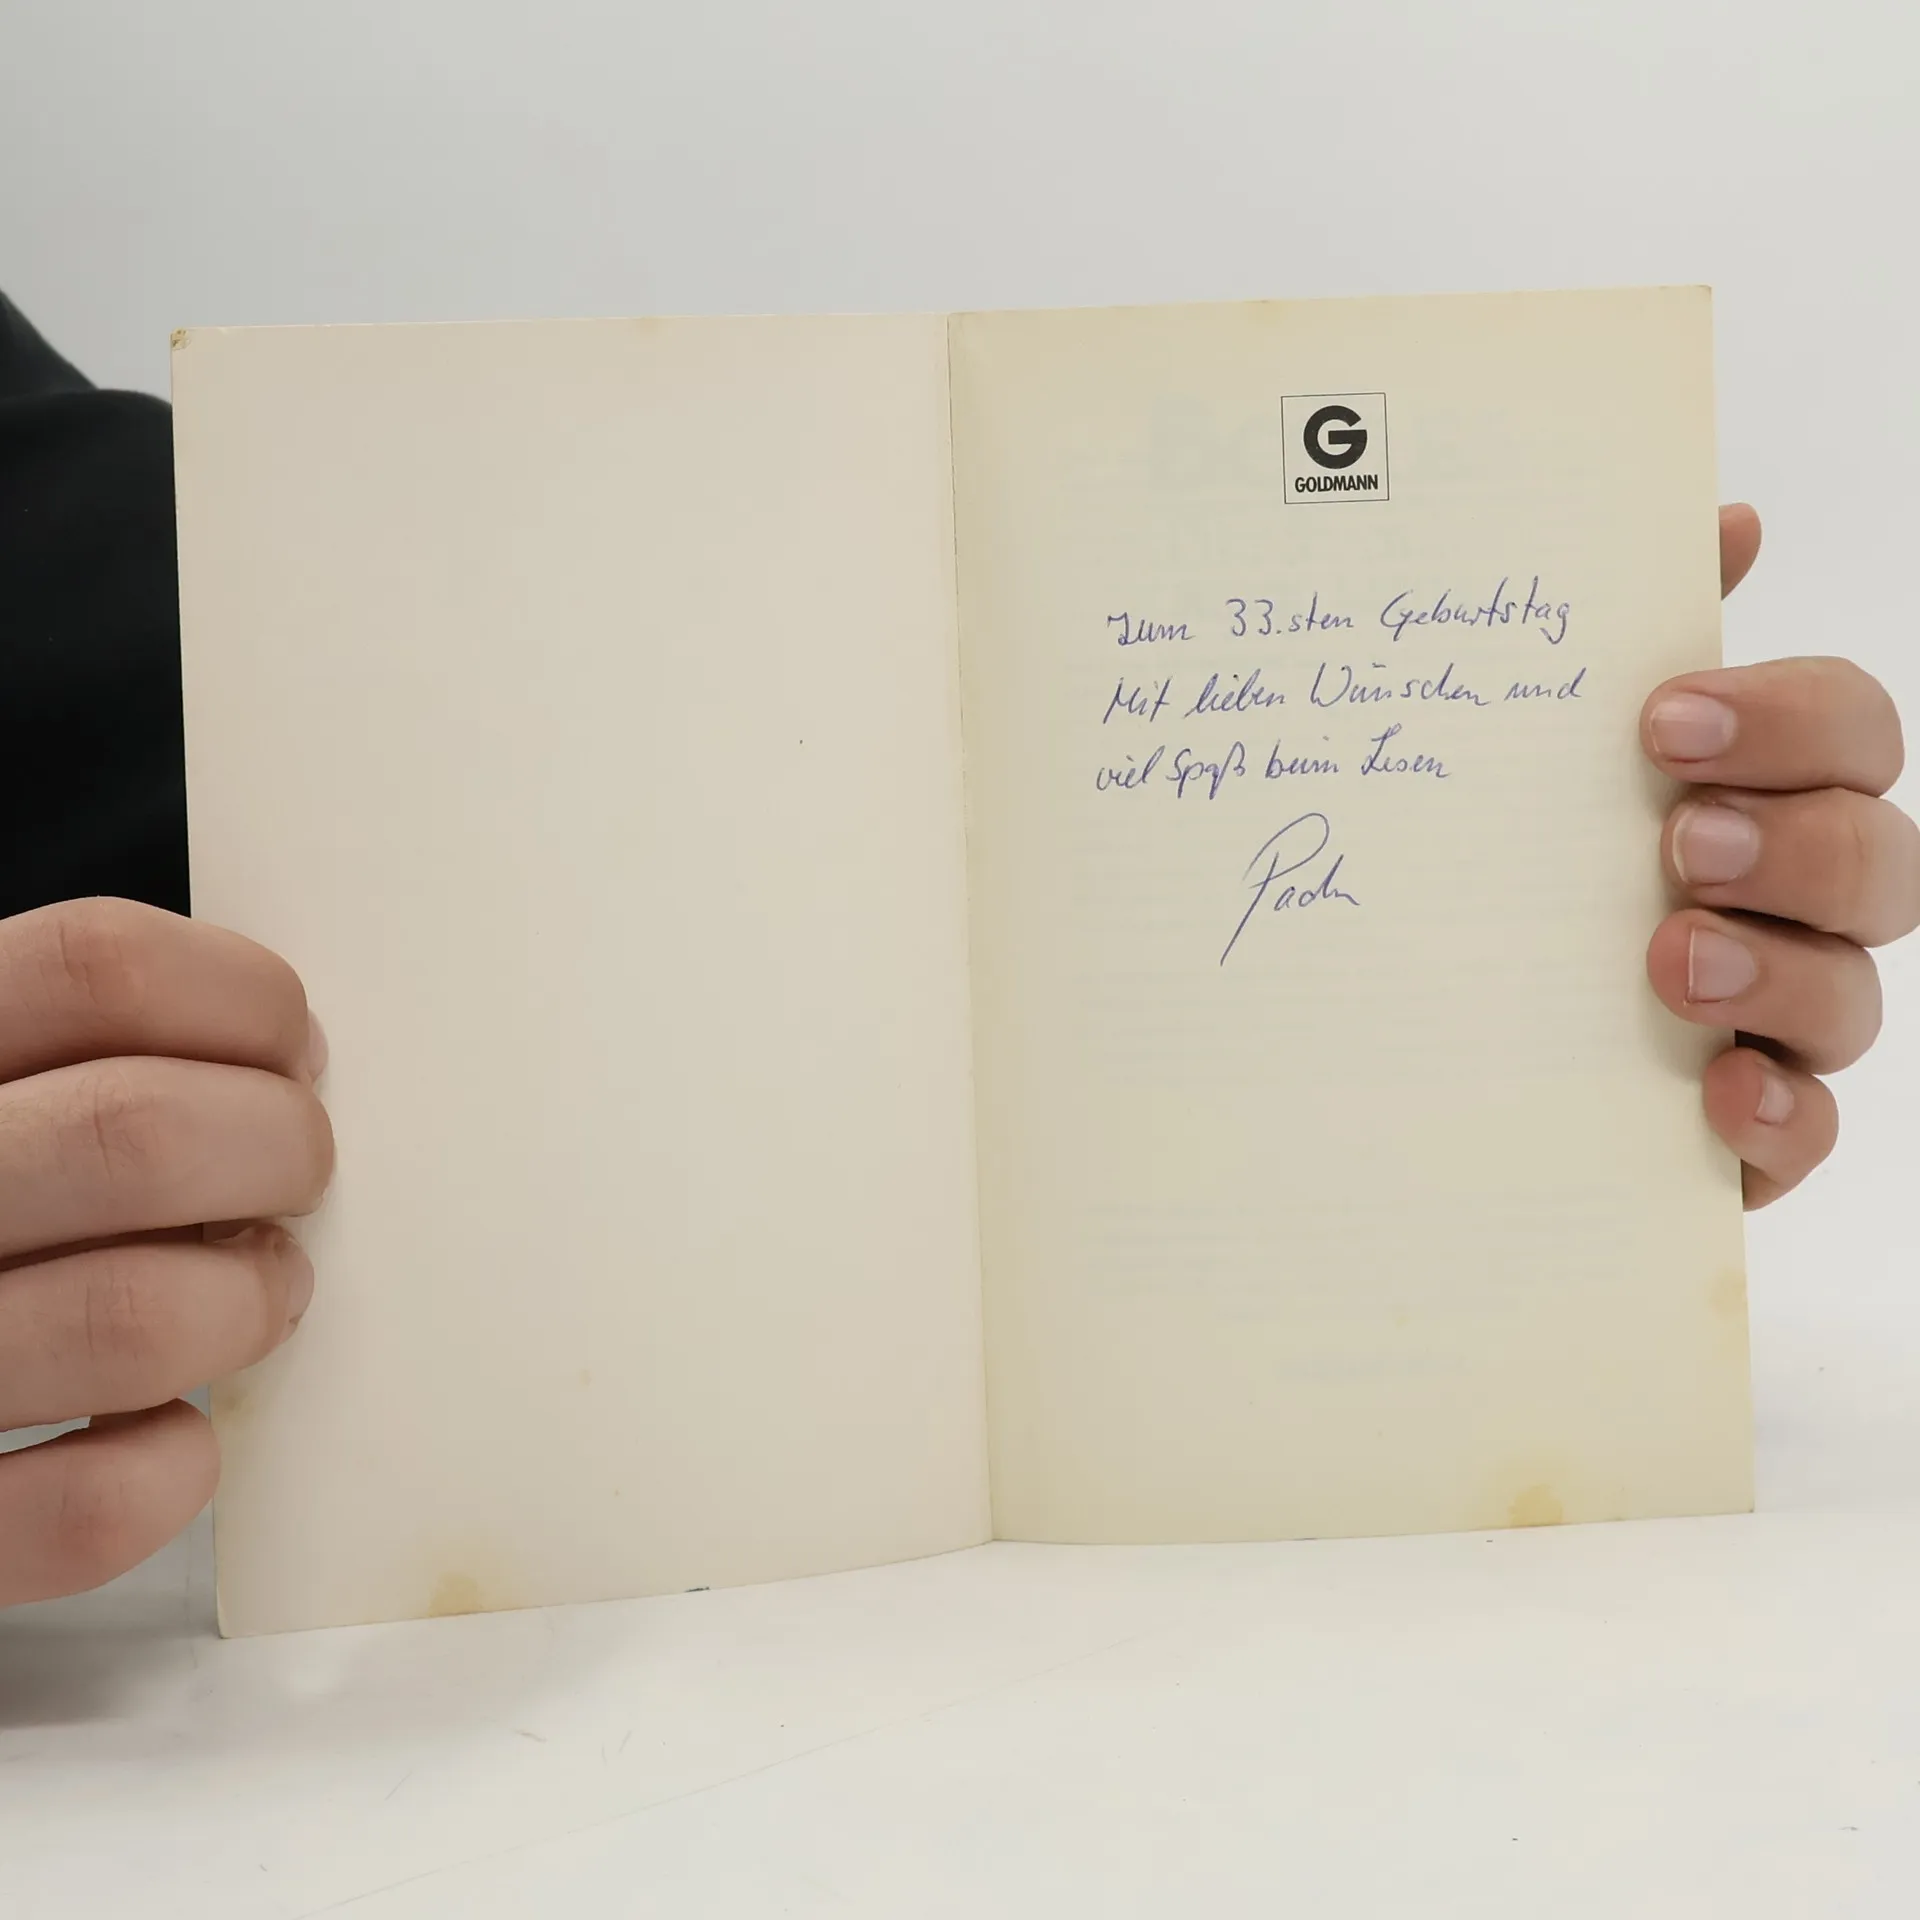 G
GOLDMANN
Zum 33.sten Geburtstag
Mit lieben Wünschen und
viel Spaß beim Lesen